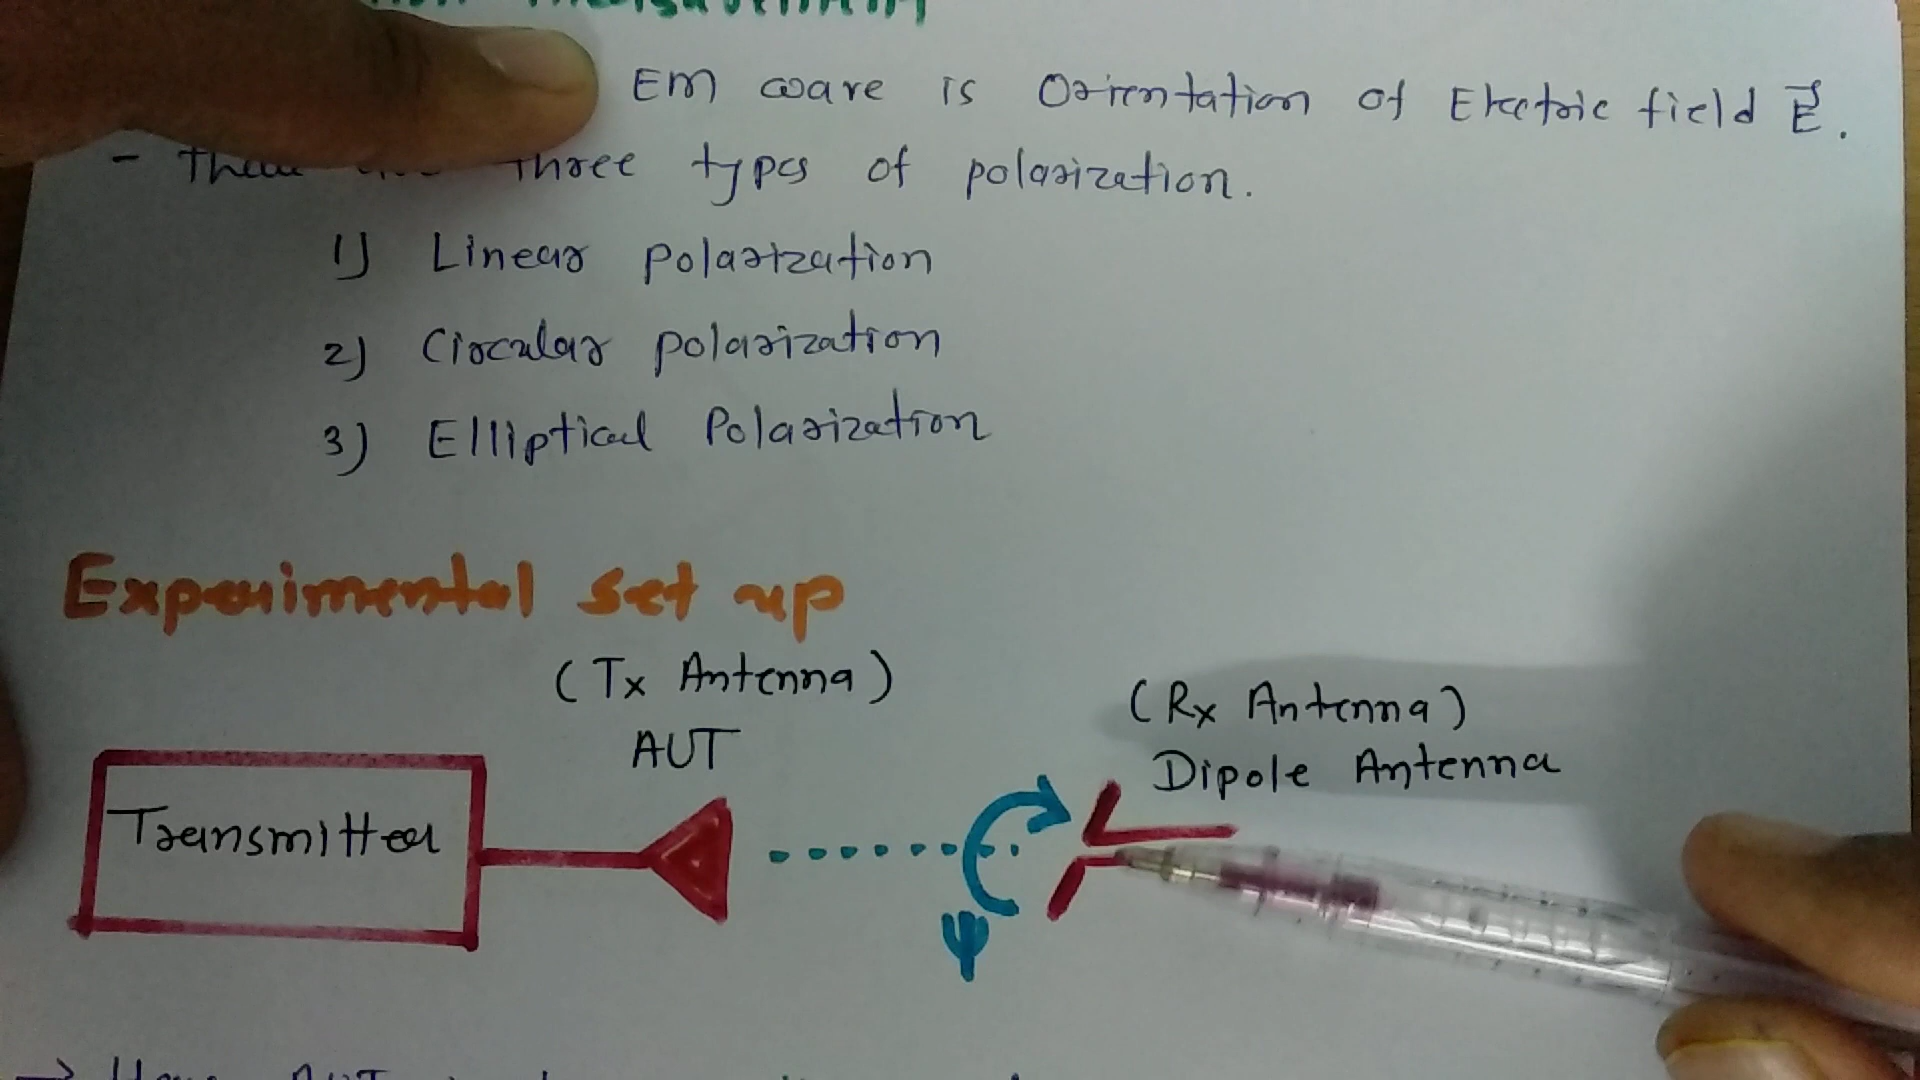 measurement
EM wave is Orientation of Electric field E.
- three types of polarization.
1) Linear polarization
2) Circular polarization
3) Elliptical Polarization
Experimental set up
(Tx Antenna)
AUT
(Rx Antenna)
Dipole Antenna
Transmitter
ψ